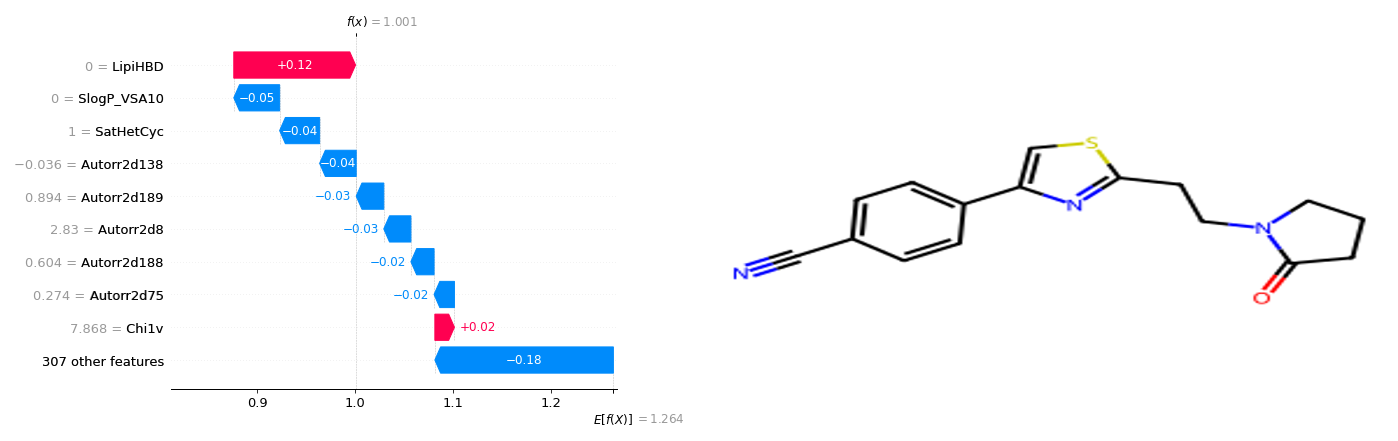 f(x) = 1.001
0 = LipiHBD
+0.12
0 = SlogP_VSA10
−0.05
1 = SatHetCyc
−0.04
−0.036 = Autorr2d138
−0.04
0.894 = Autorr2d189
−0.03
2.83 = Autorr2d8
−0.03
0.604 = Autorr2d188
−0.02
0.274 = Autorr2d75
−0.02
7.868 = Chi1v
+0.02
307 other features
−0.18
0.9
1.0
1.1
1.2
E[f(X)] = 1.264
S
N
N
N
O